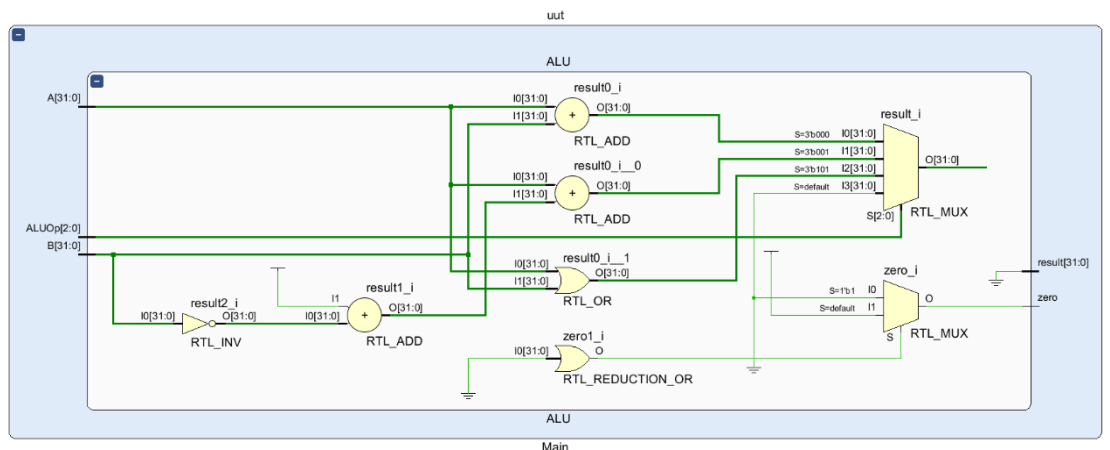 uut
ALU
A[31:0]
result0_i
I0[31:0]
O[31:0]
I1[31:0]
+
RTL_ADD
result_i
S=3'b000
I0[31:0]
S=3'b001
I1[31:0]
O[31:0]
S=3'b101
I2[31:0]
S=default
I3[31:0]
S[2:0]
RTL_MUX
result0_i__0
I0[31:0]
O[31:0]
I1[31:0]
+
RTL_ADD
ALUOp[2:0]
B[31:0]
result0_i__1
I0[31:0]
O[31:0]
I1[31:0]
RTL_OR
result[31:0]
zero_i
S=1'b1
I0
O
S=default
I1
S
RTL_MUX
zero
result2_i
I0[31:0]
O[31:0]
RTL_INV
result1_i
I1
O[31:0]
I0[31:0]
+
RTL_ADD
zero1_i
I0[31:0]
O
RTL_REDUCTION_OR
ALU
Main